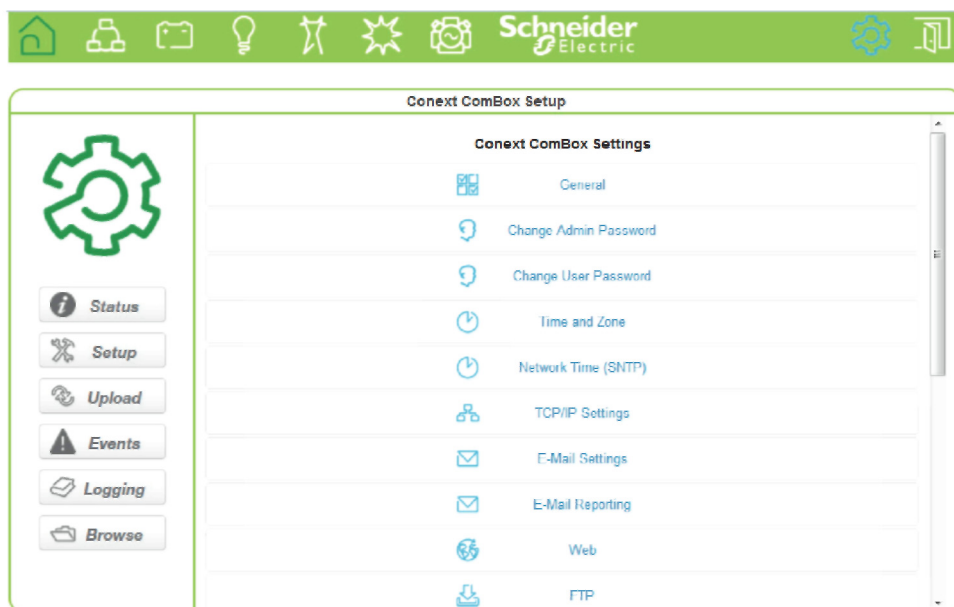 Schneider
Electric
Conext ComBox Setup
Conext ComBox Settings
General
Change Admin Password
Change User Password
Time and Zone
Network Time (SNTP)
TCP/IP Settings
E-Mail Settings
E-Mail Reporting
Web
FTP
Status
Setup
Upload
Events
Logging
Browse